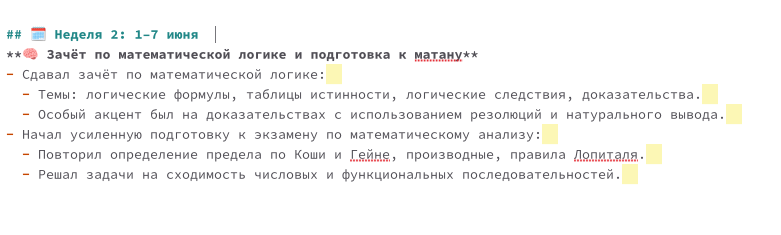 ## 🗓️ Неделя 2: 1–7 июня
**🧠 Зачёт по математической логике и подготовка к матану**
- Сдавал зачёт по математической логике:
  - Темы: логические формулы, таблицы истинности, логические следствия, доказательства.
  - Особый акцент был на доказательствах с использованием резолюций и натурального вывода.
- Начал усиленную подготовку к экзамену по математическому анализу:
  - Повторил определение предела по Коши и Гейне, производные, правила Лопиталя.
  - Решал задачи на сходимость числовых и функциональных последовательностей.